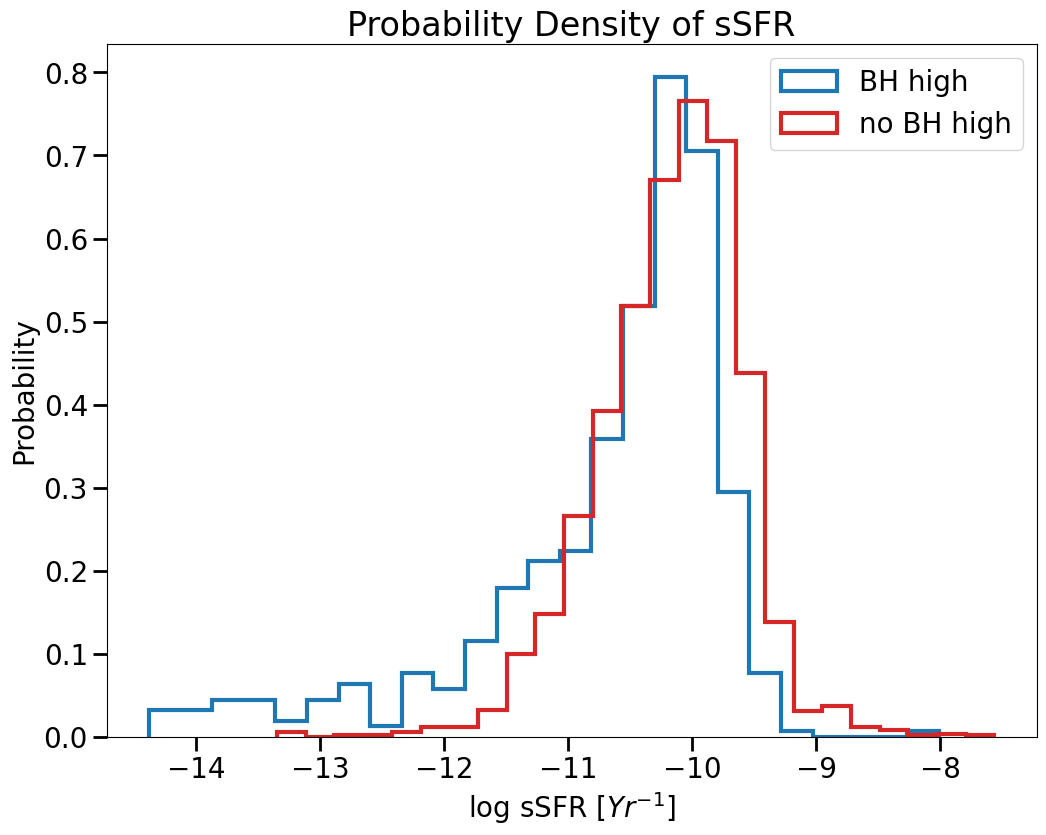 Probability Density of sSFR
BH high
no BH high
Probability
0.8
0.7
0.6
0.5
0.4
0.3
0.2
0.1
0.0
−14 −13 −12 −11 −10 −9 −8
log sSFR [Yr⁻¹]